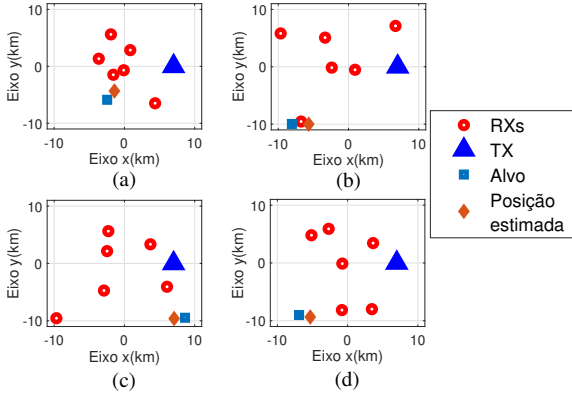 10
0
-10
Eixo y(km)
-10 0 10
Eixo x(km)
(a)
10
0
-10
Eixo y(km)
-10 0 10
Eixo x(km)
(b)
RXs
TX
Alvo
Posição
estimada
10
0
-10
Eixo y(km)
-10 0 10
Eixo x(km)
(c)
10
0
-10
Eixo y(km)
-10 0 10
Eixo x(km)
(d)